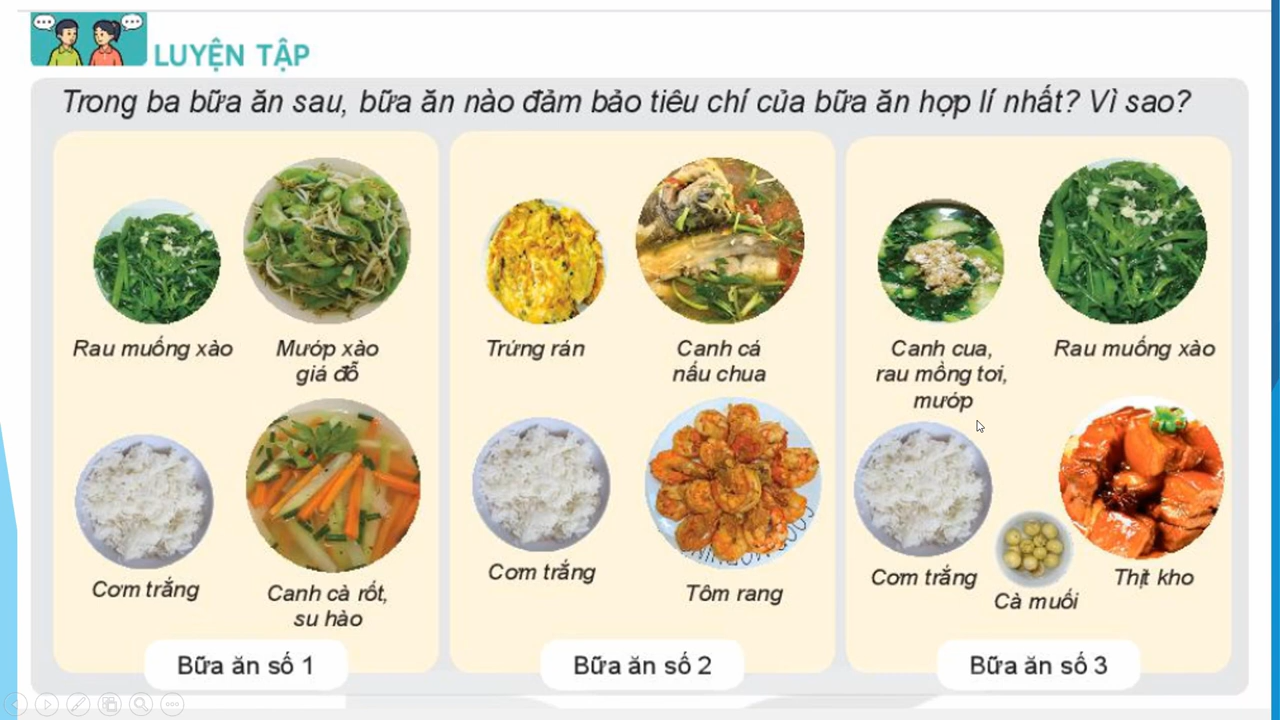 LUYỆN TẬP
Trong ba bữa ăn sau, bữa ăn nào đảm bảo tiêu chí của bữa ăn hợp lí nhất? Vì sao?
Rau muống xào
Mướp xào
giá đỗ
Cơm trắng
Canh cà rốt,
su hào
Bữa ăn số 1
Trứng rán
Canh cá
nấu chua
Cơm trắng
Tôm rang
Bữa ăn số 2
Canh cua,
rau mồng tơi,
mướp
Rau muống xào
Cơm trắng
Cà muối
Thịt kho
Bữa ăn số 3